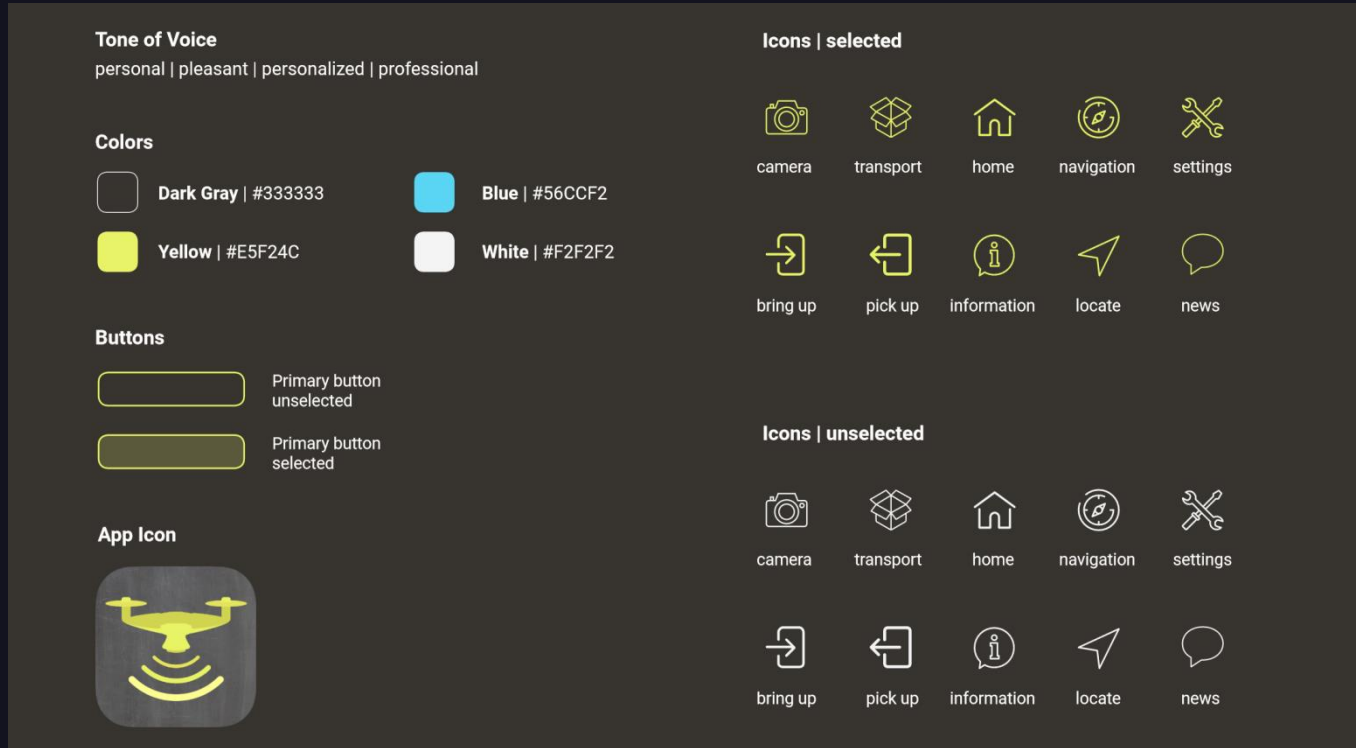 Tone of Voice
personal | pleasant | personalized | professional
Colors
Dark Gray | #333333
Blue | #56CCF2
Yellow | #E5F24C
White | #F2F2F2
Buttons
Primary button
unselected
Primary button
selected
App Icon
Icons | selected
camera transport home navigation settings
bring up pick up information locate news
Icons | unselected
camera transport home navigation settings
bring up pick up information locate news